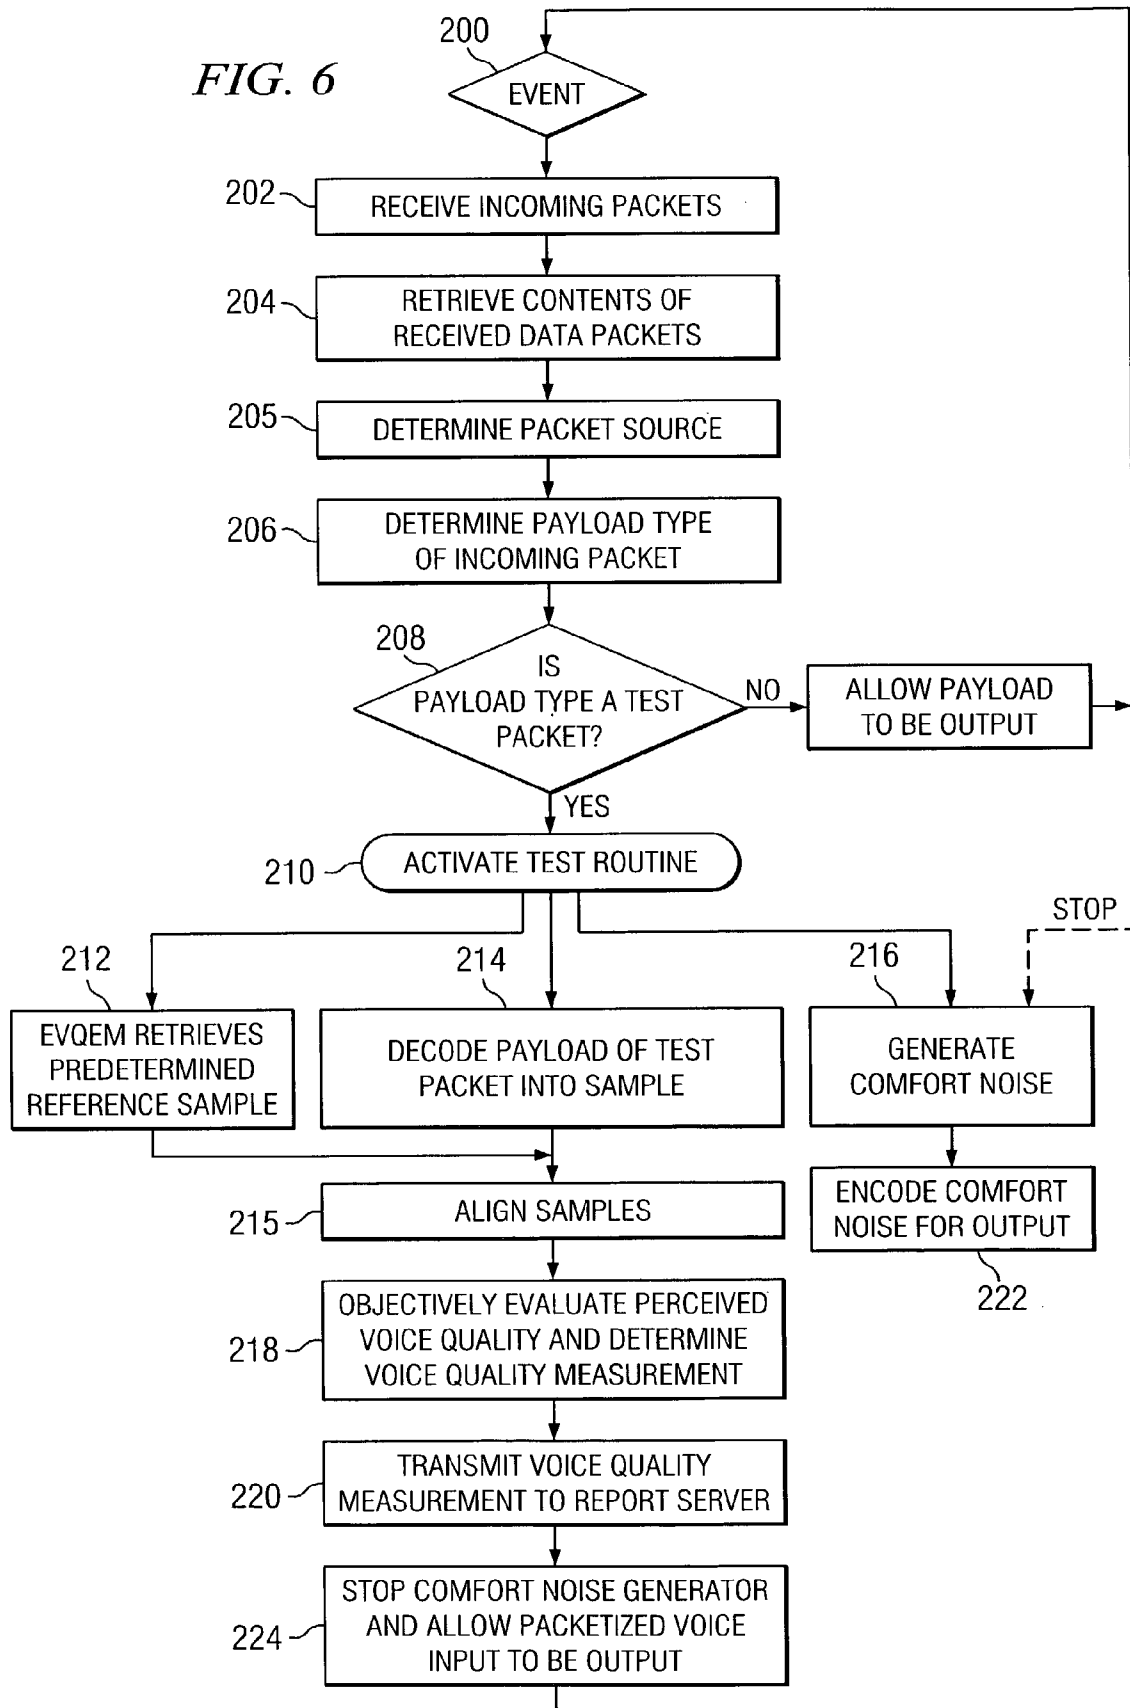 FIG. 6
200
EVENT
202
RECEIVE INCOMING PACKETS
204
RETRIEVE CONTENTS OF
RECEIVED DATA PACKETS
205
DETERMINE PACKET SOURCE
206
DETERMINE PAYLOAD TYPE
OF INCOMING PACKET
208
IS
PAYLOAD TYPE A TEST
PACKET?
NO
ALLOW PAYLOAD
TO BE OUTPUT
YES
210
ACTIVATE TEST ROUTINE
STOP
212
EVQEM RETRIEVES
PREDETERMINED
REFERENCE SAMPLE
214
DECODE PAYLOAD OF TEST
PACKET INTO SAMPLE
216
GENERATE
COMFORT NOISE
215
ALIGN SAMPLES
ENCODE COMFORT
NOISE FOR OUTPUT
222
218
OBJECTIVELY EVALUATE PERCEIVED
VOICE QUALITY AND DETERMINE
VOICE QUALITY MEASUREMENT
220
TRANSMIT VOICE QUALITY
MEASUREMENT TO REPORT SERVER
224
STOP COMFORT NOISE GENERATOR
AND ALLOW PACKETIZED VOICE
INPUT TO BE OUTPUT